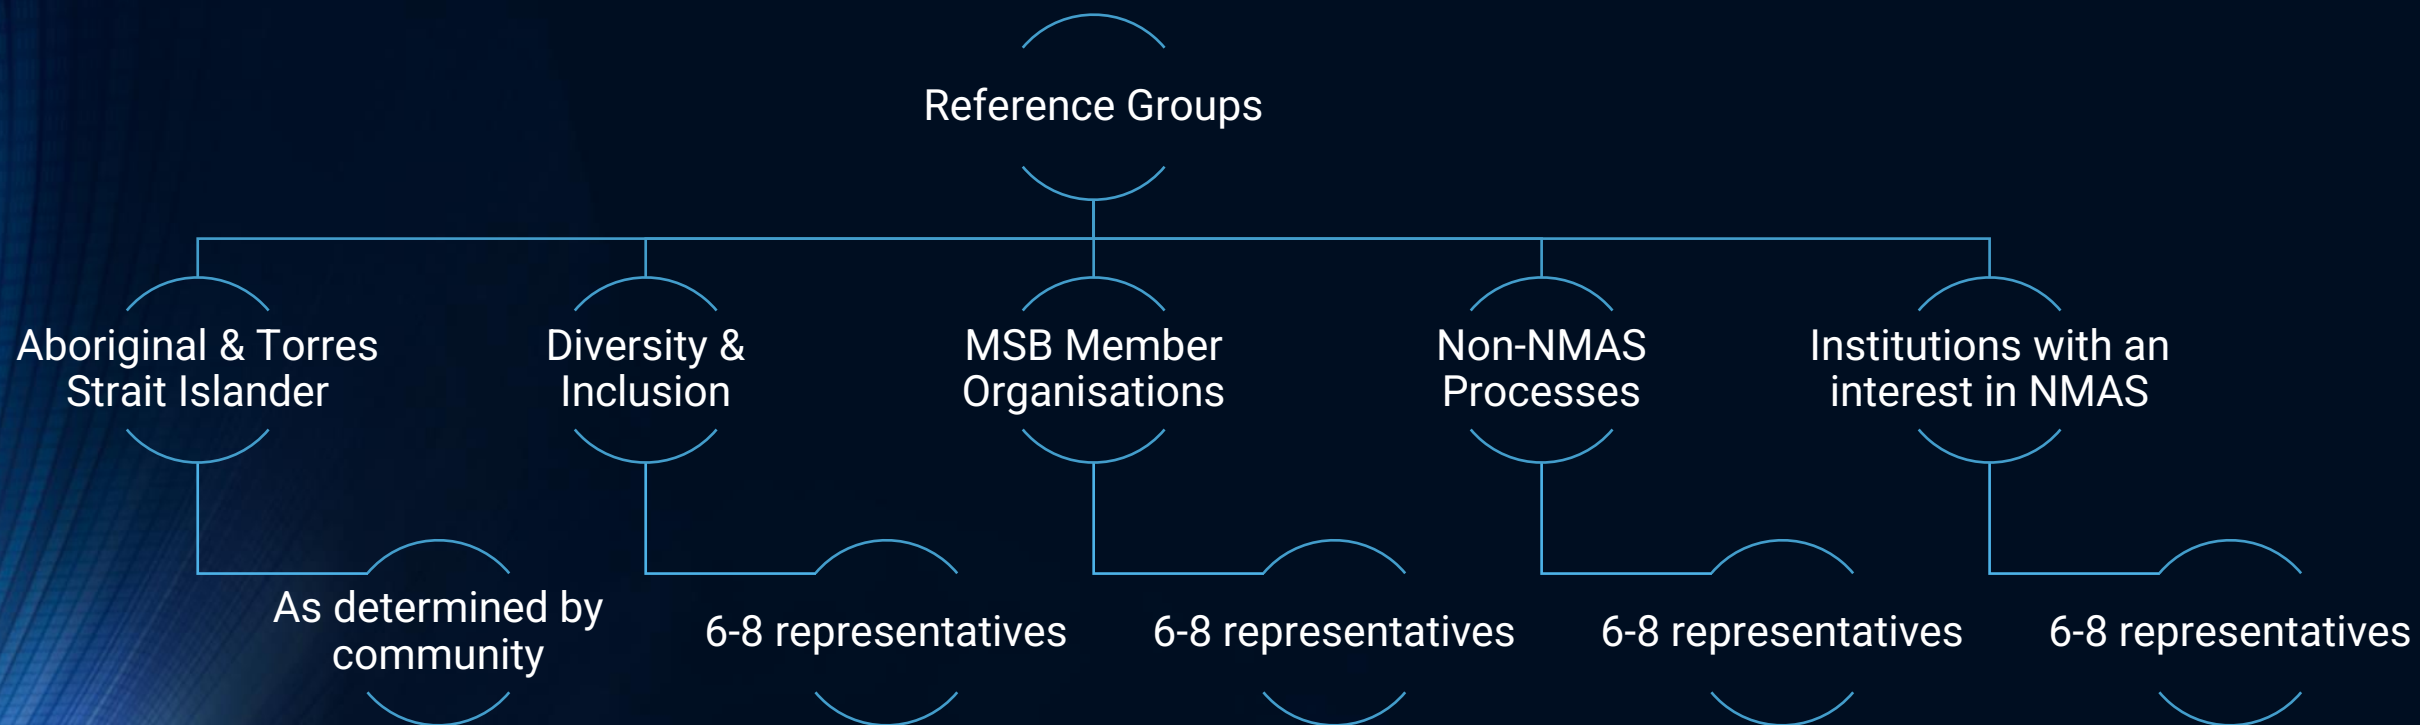 Reference Groups
Aboriginal & Torres
Strait Islander
Diversity &
Inclusion
MSB Member
Organisations
Non-NMAS
Processes
Institutions with an
interest in NMAS
As determined by
community
6-8 representatives
6-8 representatives
6-8 representatives
6-8 representatives